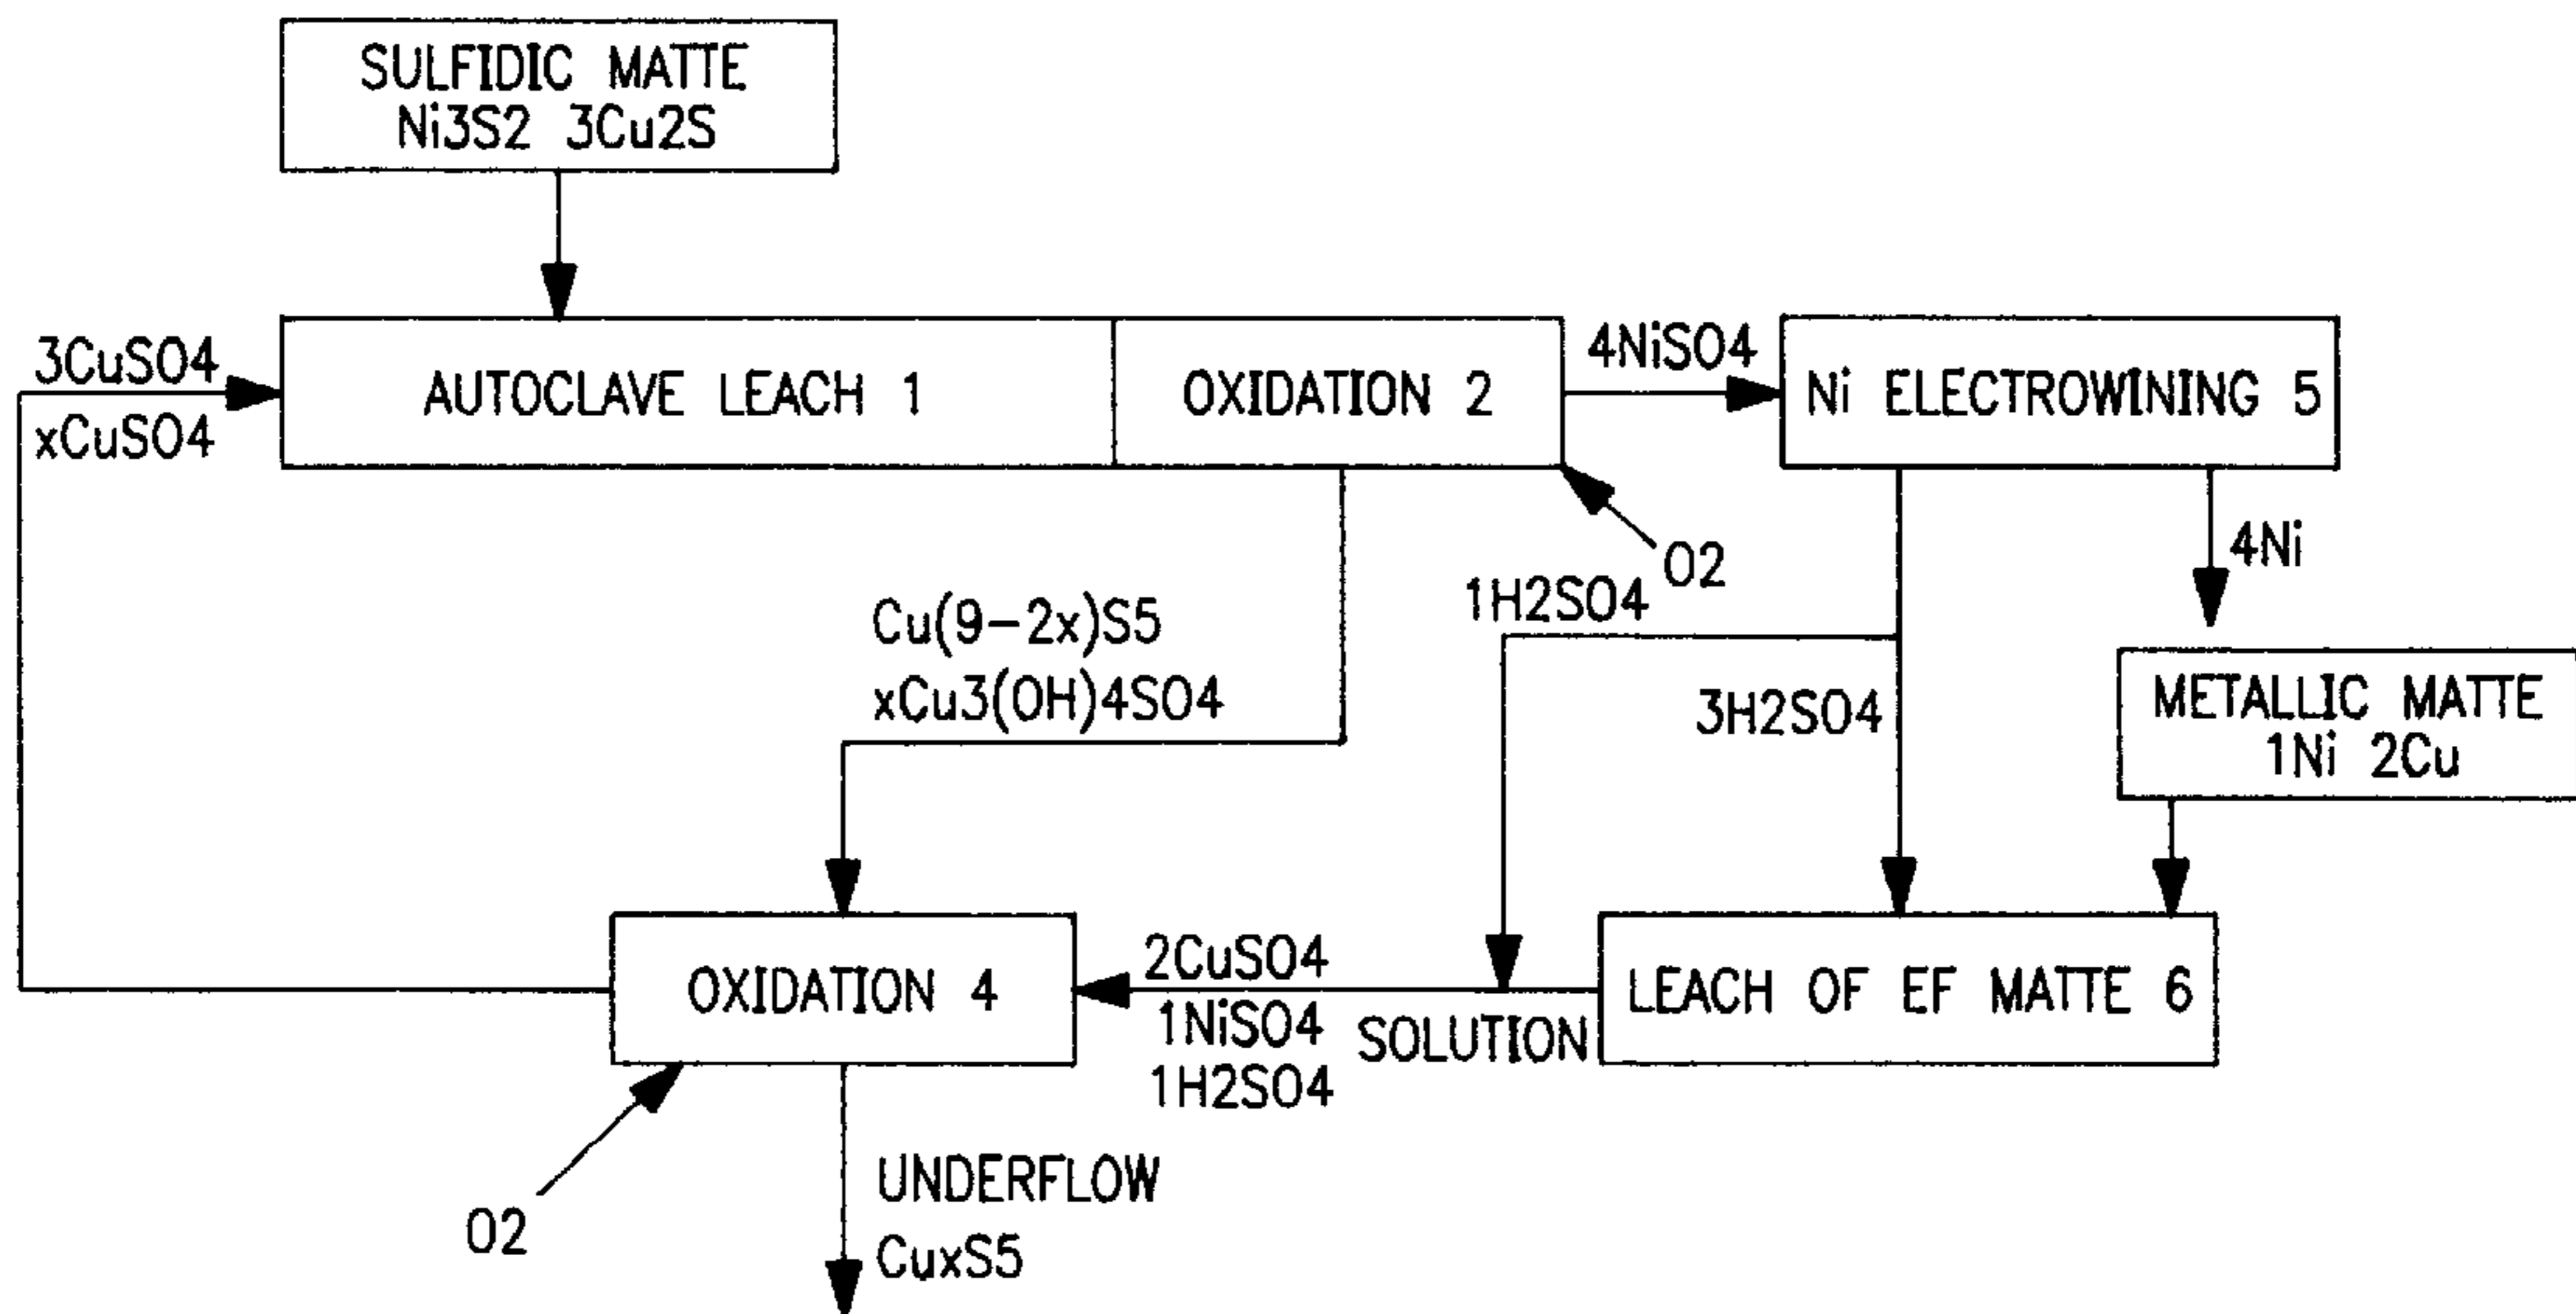 SULFIDIC MATTE
Ni3S2 3Cu2S
3CuSO4
xCuSO4
AUTOCLAVE LEACH 1
OXIDATION 2
4NiSO4
Ni ELECTROWINING 5
O2
4Ni
1H2SO4
Cu(9-2x)S5
xCu3(OH)4SO4
3H2SO4
METALLIC MATTE
1Ni 2Cu
OXIDATION 4
2CuSO4
1NiSO4
1H2SO4
SOLUTION
LEACH OF EF MATTE 6
O2
UNDERFLOW
CuxS5